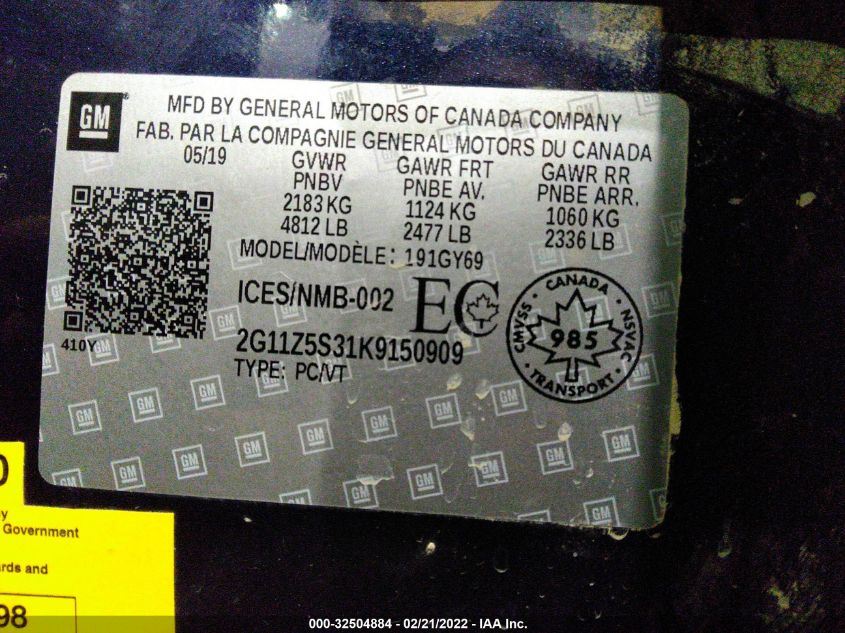 GM
MFD BY GENERAL MOTORS OF CANADA COMPANY
FAB. PAR LA COMPAGNIE GENERAL MOTORS DU CANADA
05/19
GVWR
PNBV
2183 KG
4812 LB
GAWR FRT
PNBE AV.
1124 KG
2477 LB
GAWR RR
PNBE ARR.
1060 KG
2336 LB
MODEL/MODÈLE: 191GY69
ICES/NMB-002
EC
2G11Z5S31K9150909
TYPE: PC/VT
410Y
CANADA
CMVSS
985
NSVAC
TRANSPORT
Government
and
98
000-32504884 - 02/21/2022 - IAA Inc.